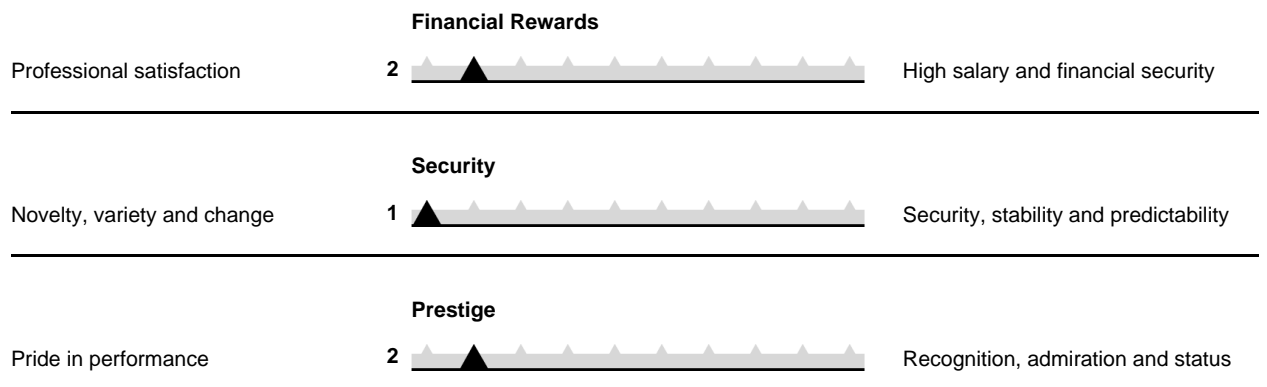 Financial Rewards
Professional satisfaction 2 High salary and financial security
Security
Novelty, variety and change 1 Security, stability and predictability
Prestige
Pride in performance 2 Recognition, admiration and status